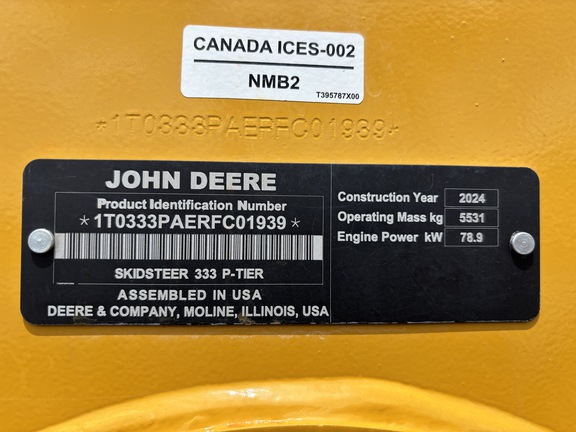 CANADA ICES-002
NMB2
T395787X00
*1T0333PAERFC01939*
JOHN DEERE
Product Identification Number
*1T0333PAERFC01939*
SKIDSTEER 333 P-TIER
ASSEMBLED IN USA
DEERE & COMPANY, MOLINE, ILLINOIS, USA
Construction Year 2024
Operating Mass kg 5531
Engine Power kW 78.9